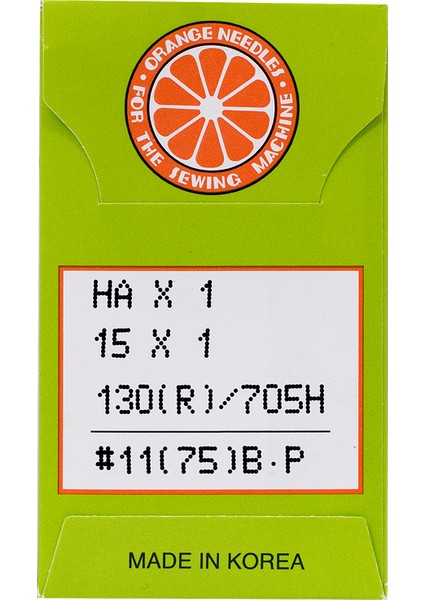 ORANGE NEEDLES
FOR THE SEWING MACHINE
HA X 1
15 X 1
130(R)/705H
#11(75)B·P
MADE IN KOREA